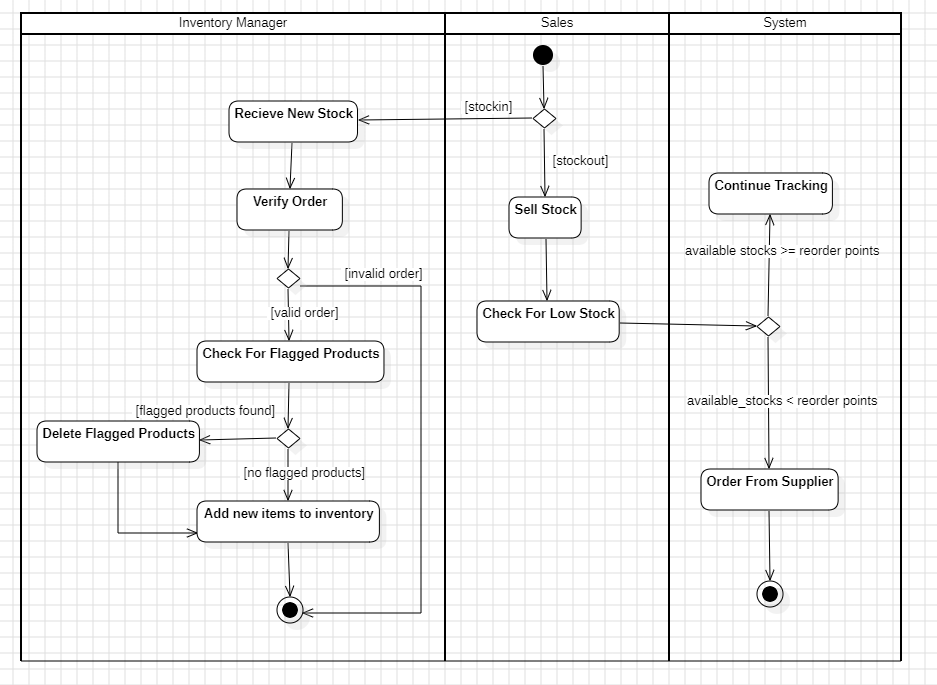 Inventory Manager
Sales
System
[stockin]
Recieve New Stock
[stockout]
Continue Tracking
Verify Order
Sell Stock
available stocks >= reorder points
[invalid order]
[valid order]
Check For Low Stock
Check For Flagged Products
available_stocks < reorder points
[flagged products found]
Delete Flagged Products
[no flagged products]
Order From Supplier
Add new items to inventory